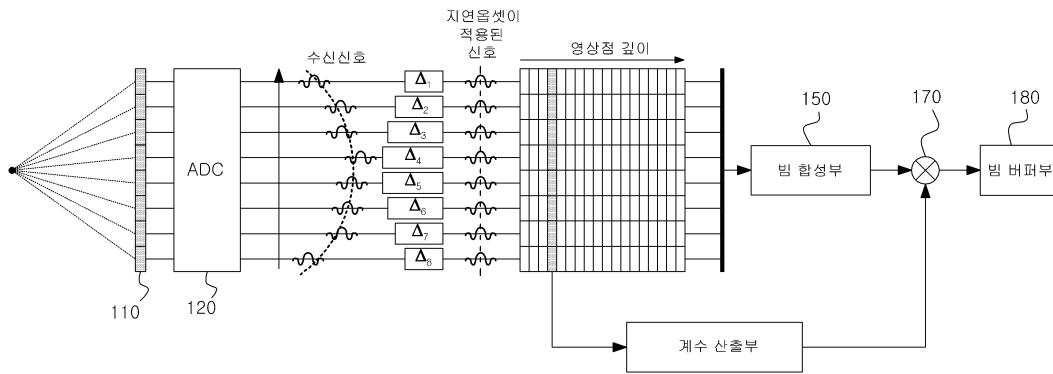 지연옵셋이
적용된
신호
수신신호
영상점 깊이
Δ₁
Δ₂
Δ₃
Δ₄
Δ₅
Δ₆
Δ₇
Δ₈
ADC
150
170
180
빔 합성부
빔 버퍼부
110
120
계수 산출부